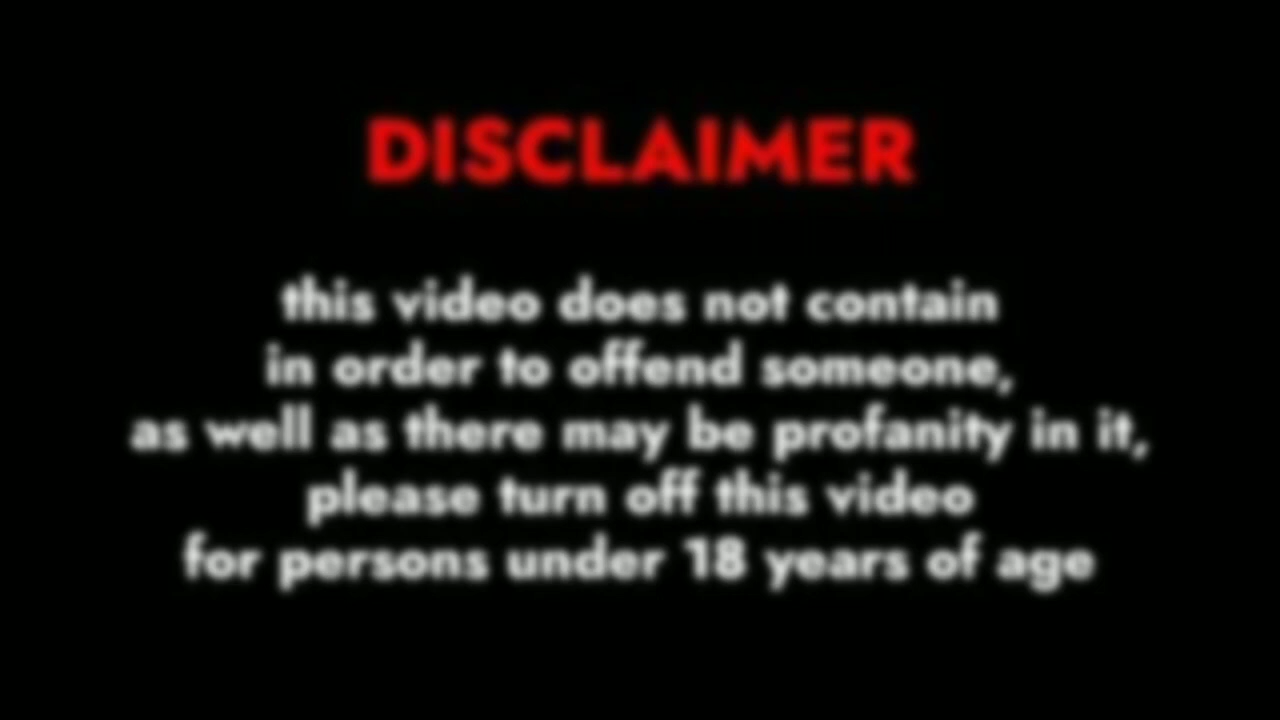 DISCLAIMER
this video does not contain
in order to offend someone,
as well as there may be profanity in it,
please turn off this video
for persons under 18 years of age